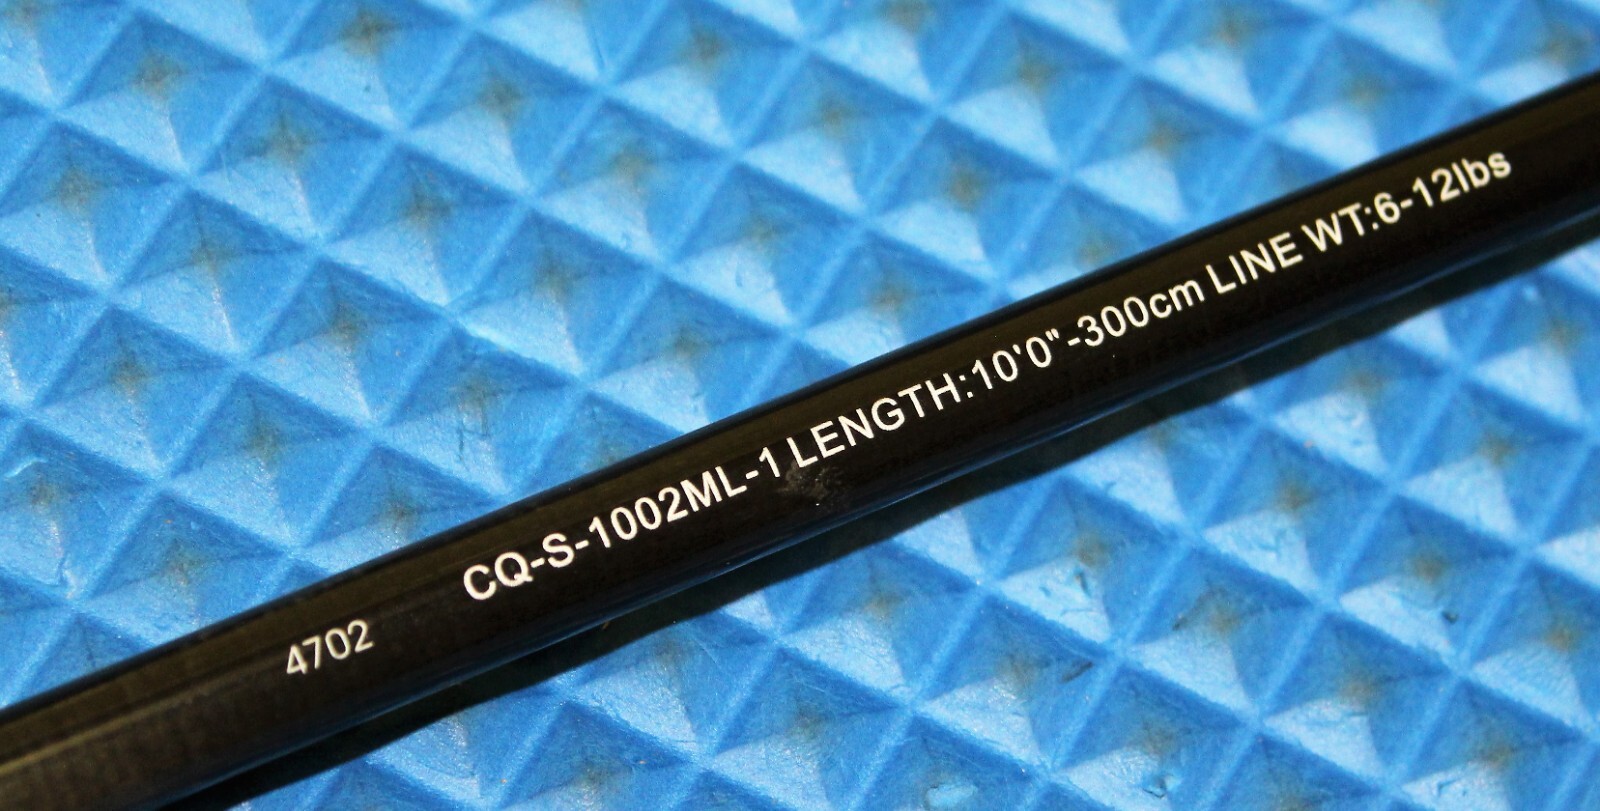 4702 CQ-S-1002ML-1 LENGTH:10'0"-300cm LINE WT:6-12lbs